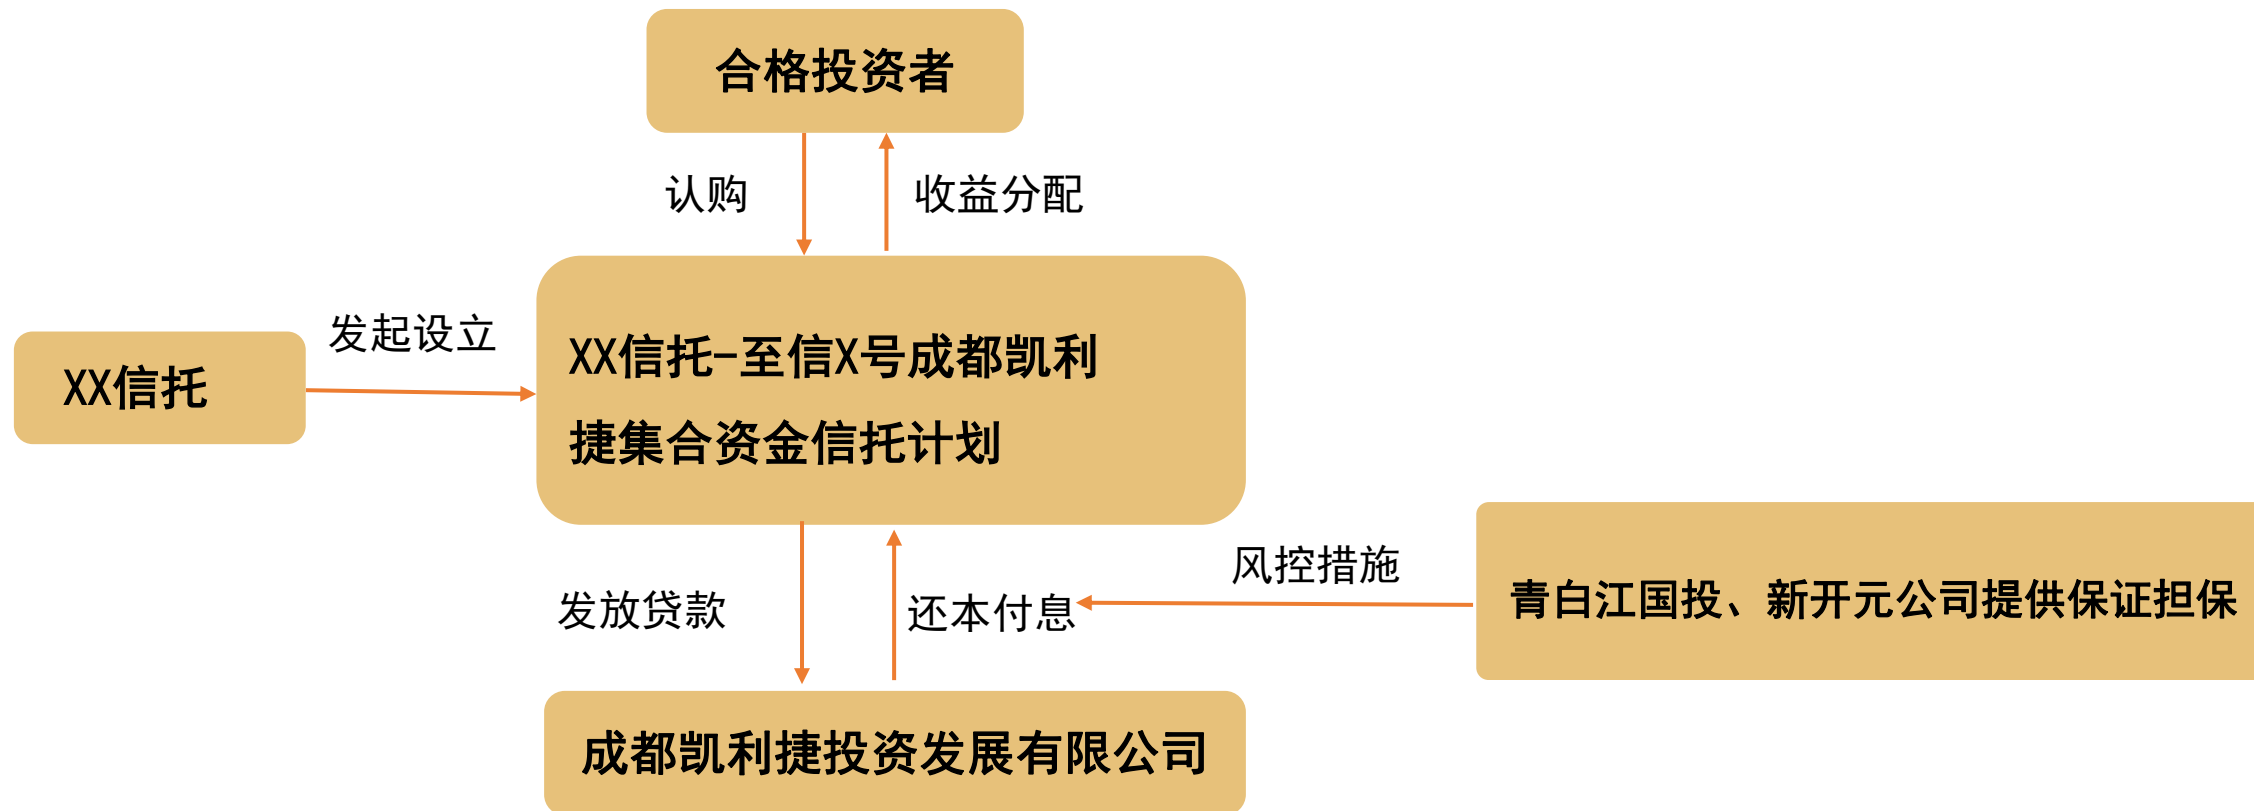 合格投资者
认购
收益分配
发起设立
XX信托
XX信托-至信X号成都凯利
捷集合资金信托计划
风控措施
发放贷款
还本付息
青白江国投、新开元公司提供保证担保
成都凯利捷投资发展有限公司